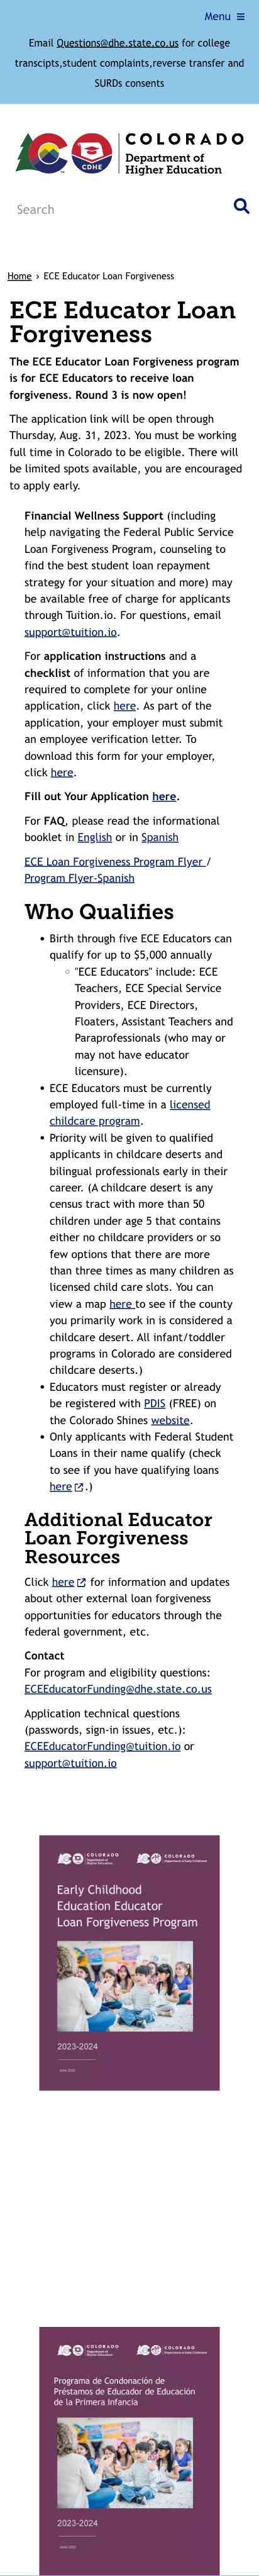 Menu
Email Questions@dhe.state.co.us for college
transcipts,student complaints,reverse transfer and
SURDs consents
COLORADO
Department of
Higher Education
CDHE
Search
Home › ECE Educator Loan Forgiveness
ECE Educator Loan
Forgiveness
The ECE Educator Loan Forgiveness program
is for ECE Educators to receive loan
forgiveness. Round 3 is now open!
The application link will be open through
Thursday, Aug. 31, 2023. You must be working
full time in Colorado to be eligible. There will
be limited spots available, you are encouraged
to apply early.
Financial Wellness Support (including
help navigating the Federal Public Service
Loan Forgiveness Program, counseling to
find the best student loan repayment
strategy for your situation and more) may
be available free of charge for applicants
through Tuition.io. For questions, email
support@tuition.io.
For application instructions and a
checklist of information that you are
required to complete for your online
application, click here. As part of the
application, your employer must submit
an employee verification letter. To
download this form for your employer,
click here.
Fill out Your Application here.
For FAQ, please read the informational
booklet in English or in Spanish
ECE Loan Forgiveness Program Flyer /
Program Flyer-Spanish
Who Qualifies
• Birth through five ECE Educators can
qualify for up to $5,000 annually
◦ "ECE Educators" include: ECE
Teachers, ECE Special Service
Providers, ECE Directors,
Floaters, Assistant Teachers and
Paraprofessionals (who may or
may not have educator
licensure).
• ECE Educators must be currently
employed full-time in a licensed
childcare program.
• Priority will be given to qualified
applicants in childcare deserts and
bilingual professionals early in their
career. (A childcare desert is any
census tract with more than 50
children under age 5 that contains
either no childcare providers or so
few options that there are more
than three times as many children as
licensed child care slots. You can
view a map here to see if the county
you primarily work in is considered a
childcare desert. All infant/toddler
programs in Colorado are considered
childcare deserts.)
• Educators must register or already
be registered with PDIS (FREE) on
the Colorado Shines website.
• Only applicants with Federal Student
Loans in their name qualify (check
to see if you have qualifying loans
here .)
Additional Educator
Loan Forgiveness
Resources
Click here for information and updates
about other external loan forgiveness
opportunities for educators through the
federal government, etc.
Contact
For program and eligibility questions:
ECEEducatorFunding@dhe.state.co.us
Application technical questions
(passwords, sign-in issues, etc.):
ECEEducatorFunding@tuition.io or
support@tuition.io
COLORADO
Department of
Higher Education
COLORADO
Department of Early Childhood
Early Childhood
Education Educator
Loan Forgiveness Program
2023-2024
COLORADO
Department of
Higher Education
COLORADO
Department of Early Childhood
Programa de Condonación de
Préstamos de Educador de Educación
de la Primera Infancia
2023-2024